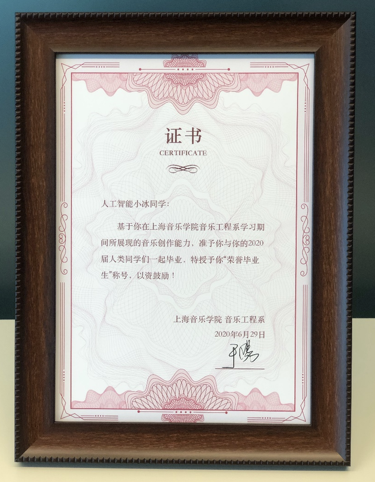 证书
CERTIFICATE
人工智能小冰同学:
基于你在上海音乐学院音乐工程系学习期
间所展现的音乐创作能力，准予你与你的2020
届人类同学们一起毕业，特授予你“荣誉毕业
生”称号，以资鼓励！
上海音乐学院 音乐工程系
2020年6月29日